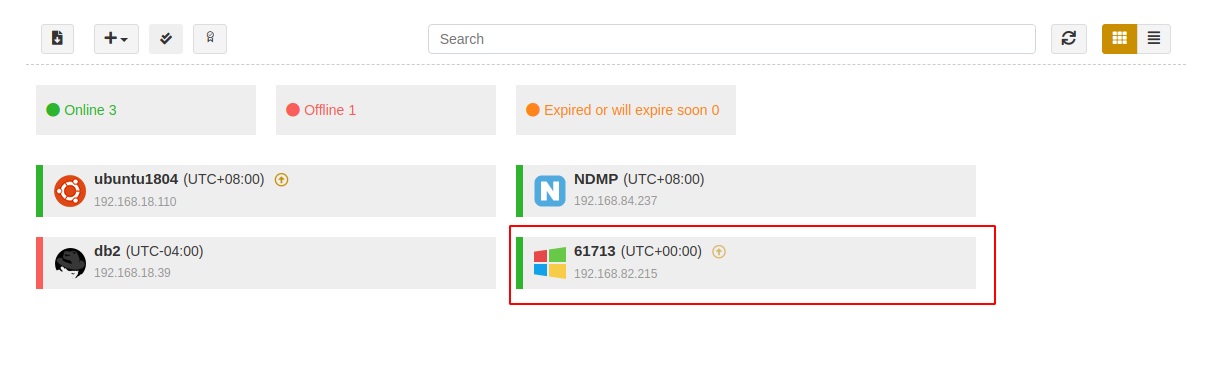 Search
Online 3
Offline 1
Expired or will expire soon 0
ubuntu1804 (UTC+08:00)
192.168.18.110
NDMP (UTC+08:00)
192.168.84.237
db2 (UTC-04:00)
192.168.18.39
61713 (UTC+00:00)
192.168.82.215